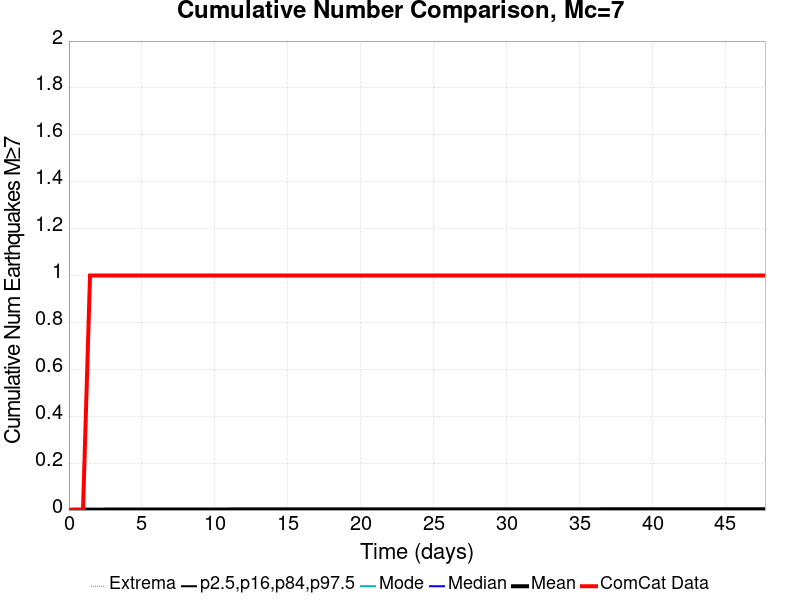 Cumulative Number Comparison, Mc=7
Cumulative Num Earthquakes M≥7
2
1.8
1.6
1.4
1.2
1
0.8
0.6
0.4
0.2
0
0 5 10 15 20 25 30 35 40 45
Time (days)
Extrema p2.5,p16,p84,p97.5 Mode Median Mean ComCat Data